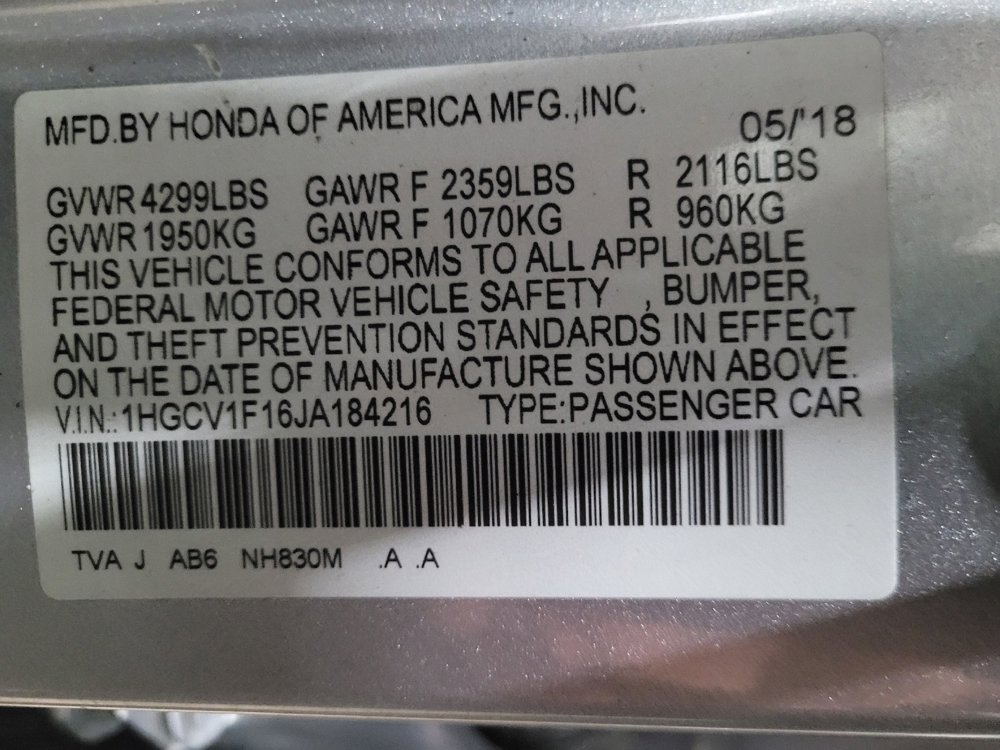 MFD.BY HONDA OF AMERICA MFG.,INC.
05/'18
GVWR 4299LBS GAWR F 2359LBS R 2116LBS
GVWR 1950KG GAWR F 1070KG R 960KG
THIS VEHICLE CONFORMS TO ALL APPLICABLE
FEDERAL MOTOR VEHICLE SAFETY , BUMPER,
AND THEFT PREVENTION STANDARDS IN EFFECT
ON THE DATE OF MANUFACTURE SHOWN ABOVE.
V.I.N.: 1HGCV1F16JA184216 TYPE:PASSENGER CAR
TVA J AB6 NH830M .A .A